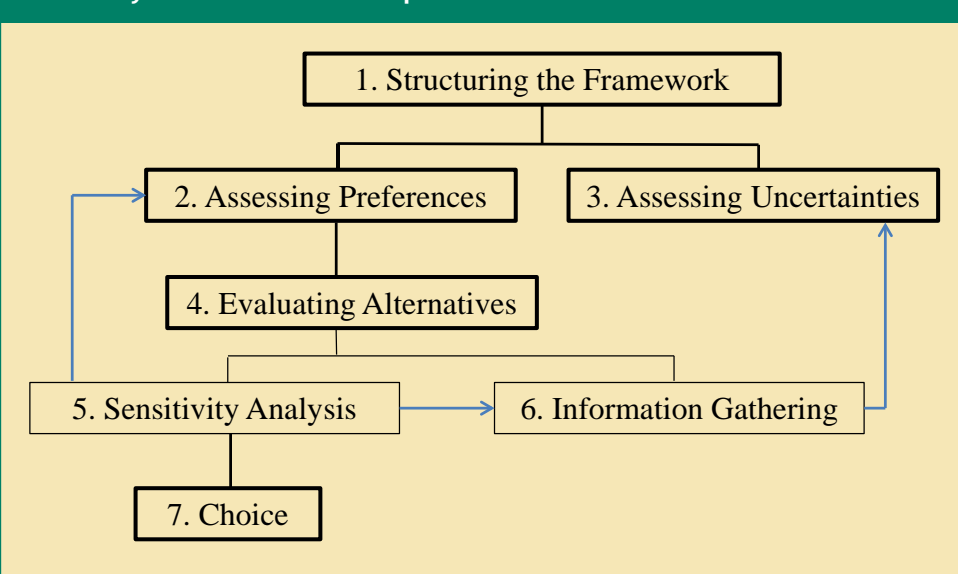 1. Structuring the Framework
2. Assessing Preferences
3. Assessing Uncertainties
4. Evaluating Alternatives
5. Sensitivity Analysis
6. Information Gathering
7. Choice